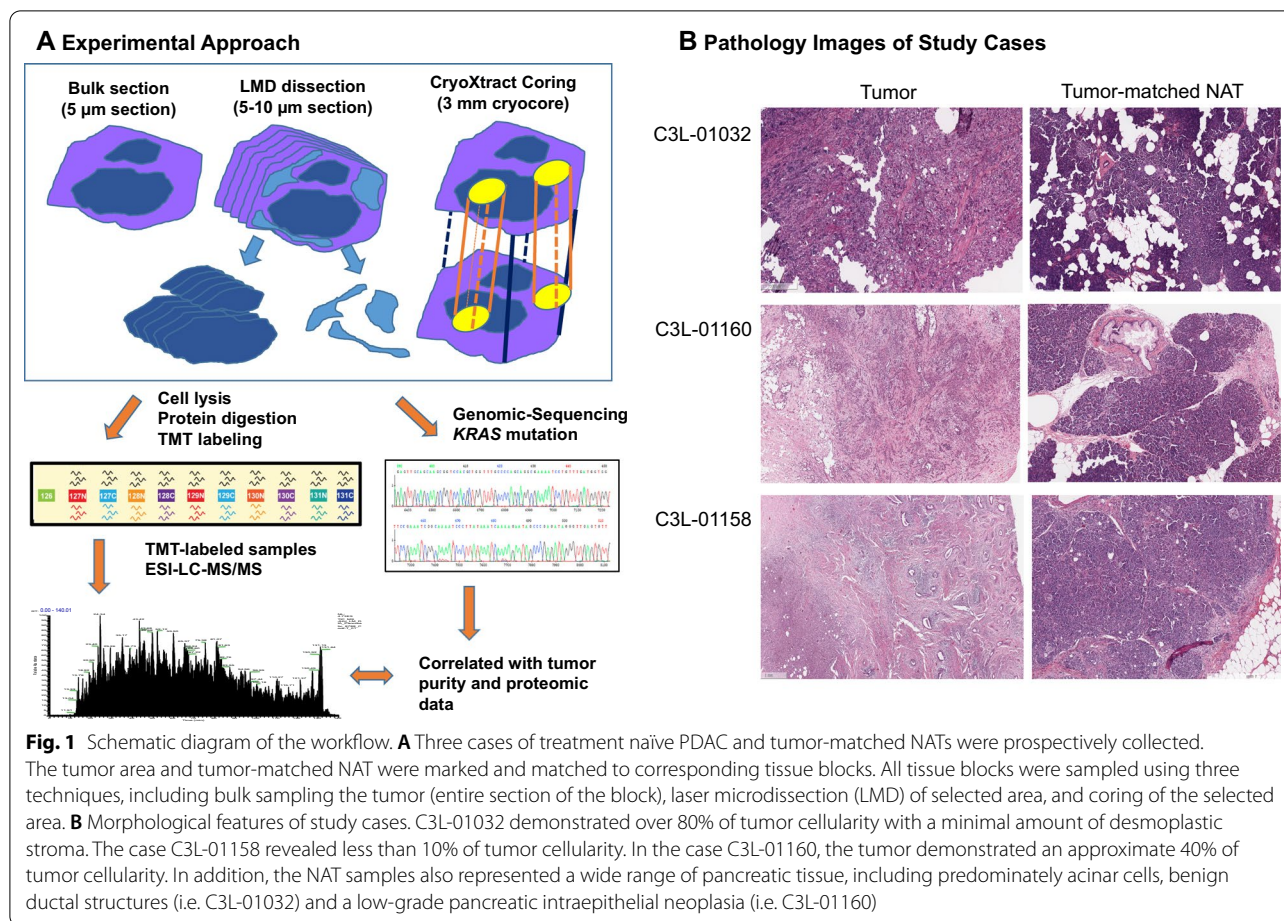 A Experimental Approach
Bulk section
(5 µm section)
LMD dissection
(5-10 µm section)
CryoXtract Coring
(3 mm cryocore)
Cell lysis
Protein digestion
TMT labeling
Genomic-Sequencing
KRAS mutation
126 127N 127C 128N 128C 129N 129C 130N 130C 131N 131C
TMT-labeled samples
ESI-LC-MS/MS
0.00 - 140.01
Correlated with tumor
purity and proteomic
data
B Pathology Images of Study Cases
Tumor
Tumor-matched NAT
C3L-01032
C3L-01160
C3L-01158
Fig. 1 Schematic diagram of the workflow. A Three cases of treatment naïve PDAC and tumor-matched NATs were prospectively collected.
The tumor area and tumor-matched NAT were marked and matched to corresponding tissue blocks. All tissue blocks were sampled using three
techniques, including bulk sampling the tumor (entire section of the block), laser microdissection (LMD) of selected area, and coring of the selected
area. B Morphological features of study cases. C3L-01032 demonstrated over 80% of tumor cellularity with a minimal amount of desmoplastic
stroma. The case C3L-01158 revealed less than 10% of tumor cellularity. In the case C3L-01160, the tumor demonstrated an approximate 40% of
tumor cellularity. In addition, the NAT samples also represented a wide range of pancreatic tissue, including predominately acinar cells, benign
ductal structures (i.e. C3L-01032) and a low-grade pancreatic intraepithelial neoplasia (i.e. C3L-01160)